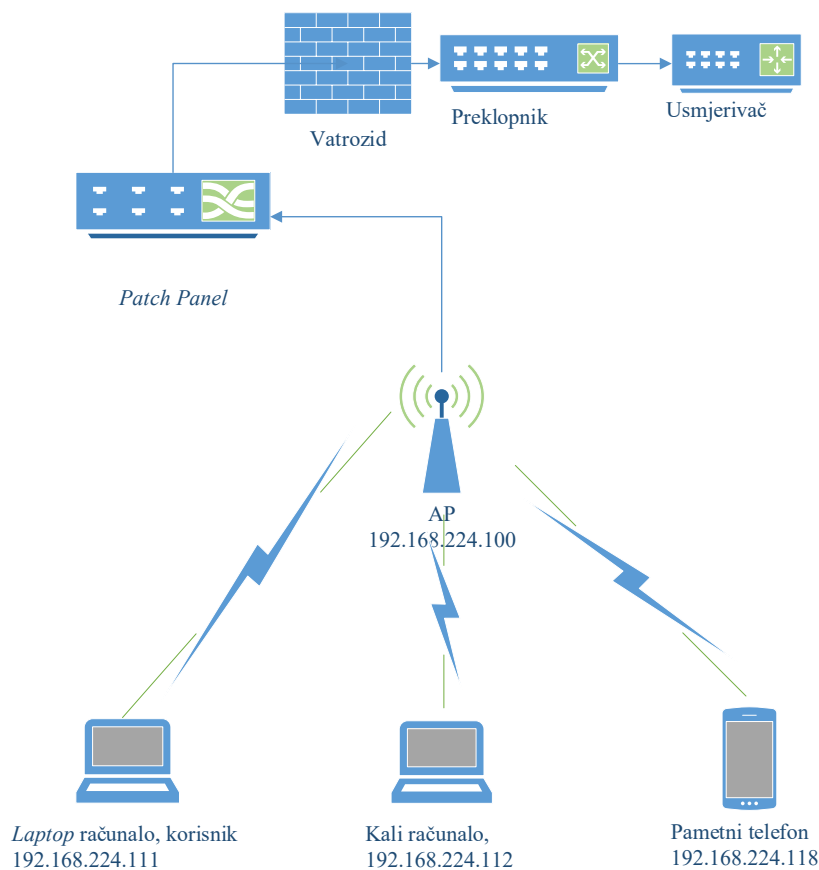 Vatrozid
Preklopnik
Usmjerivač
Patch Panel
AP
192.168.224.100
Laptop računalo, korisnik
192.168.224.111
Kali računalo,
192.168.224.112
Pametni telefon
192.168.224.118